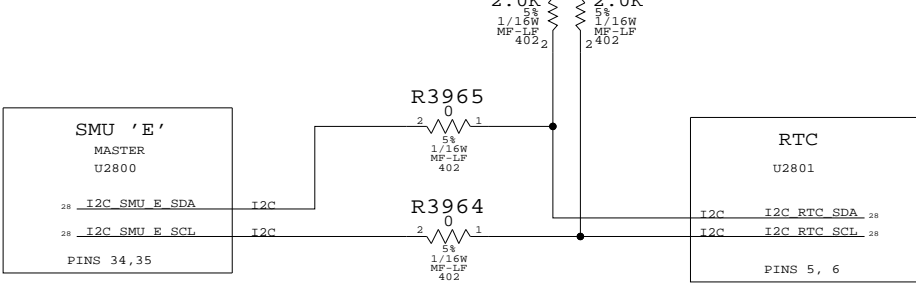 2.0K
5%
1/16W
MF-LF
402
2
2.0K
5%
1/16W
MF-LF
402
2
R3965
0
2
1
5%
1/16W
MF-LF
402
SMU 'E'
MASTER
U2800
28 I2C_SMU_E_SDA I2C
28 I2C_SMU_E_SCL I2C
PINS 34,35
R3964
0
2
1
5%
1/16W
MF-LF
402
RTC
U2801
I2C I2C_RTC_SDA 28
I2C I2C_RTC_SCL 28
PINS 5, 6